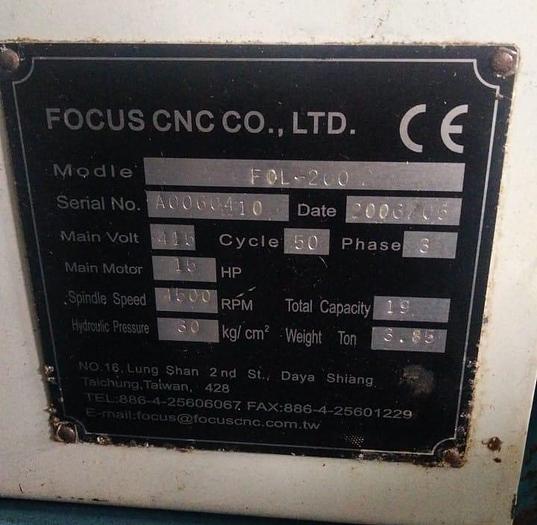 FOCUS CNC CO., LTD. CE
Modle FCL-200
Serial No. A0060410 Date 2006/05
Main Volt 415 Cycle 50 Phase 3
Main Motor 15 HP
Spindle Speed 4500 RPM Total Capacity 19
Hydroulic Pressure 30 kg/cm² Weight Ton 3.85
NO.16, Lung Shan 2nd St., Daya Shiang
Taichung,Taiwan, 428
TEL:886-4-25606067, FAX:886-4-25601229
E-mail:focus@focuscnc.com.tw